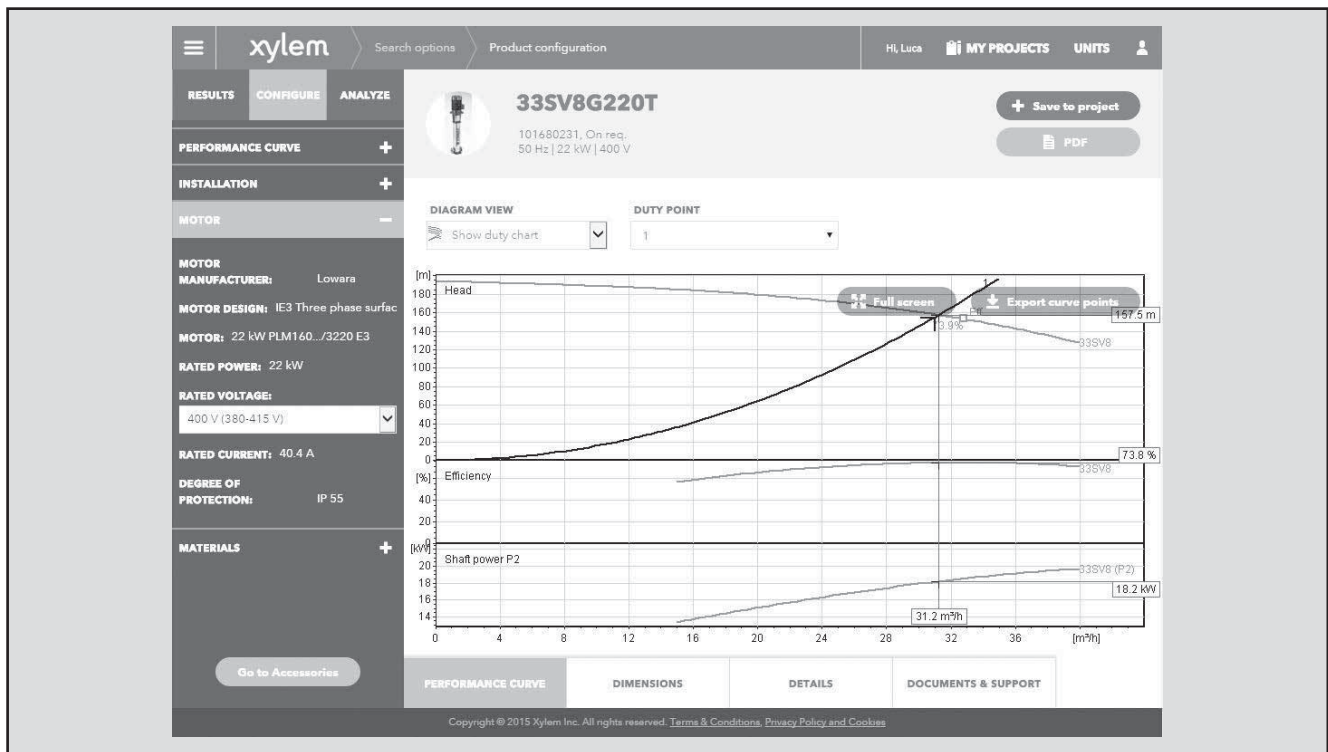 xylem
Search options
Product configuration
Hi, Luca
MY PROJECTS
UNITS
RESULTS
CONFIGURE
ANALYZE
33SV8G220T
101680231, On req.
50 Hz | 22 kW | 400 V
+ Save to project
PDF
PERFORMANCE CURVE +
INSTALLATION +
MOTOR −
MOTOR
MANUFACTURER: Lowara
MOTOR DESIGN: IE3 Three phase surfac
MOTOR: 22 kW PLM160.../3220 E3
RATED POWER: 22 kW
RATED VOLTAGE:
400 V (380-415 V)
RATED CURRENT: 40.4 A
DEGREE OF
PROTECTION: IP 55
MATERIALS +
Go to Accessories
DIAGRAM VIEW
Show duty chart
DUTY POINT
1
[m]
Head
180
160
140
120
100
80
60
40
20
0
1
Full screen
Export curve points
Eff.
157.5 m
3.9%
33SV8
73.8 %
[%]
Efficiency
33SV8
40
20
0
[kW]
Shaft power P2
20
18
16
14
33SV8 (P2)
18.2 kW
31.2 m³/h
0 4 8 12 16 20 24 28 32 36 [m³/h]
PERFORMANCE CURVE
DIMENSIONS
DETAILS
DOCUMENTS & SUPPORT
Copyright © 2015 Xylem Inc. All rights reserved. Terms & Conditions, Privacy Policy and Cookies